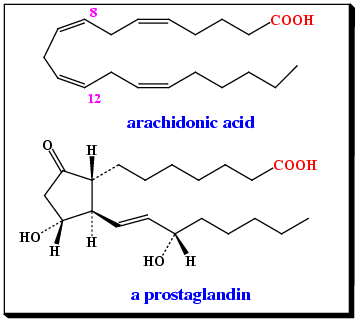 8
COOH
12
arachidonic acid
O
H
COOH
HO
H
H
HO
H
a prostaglandin